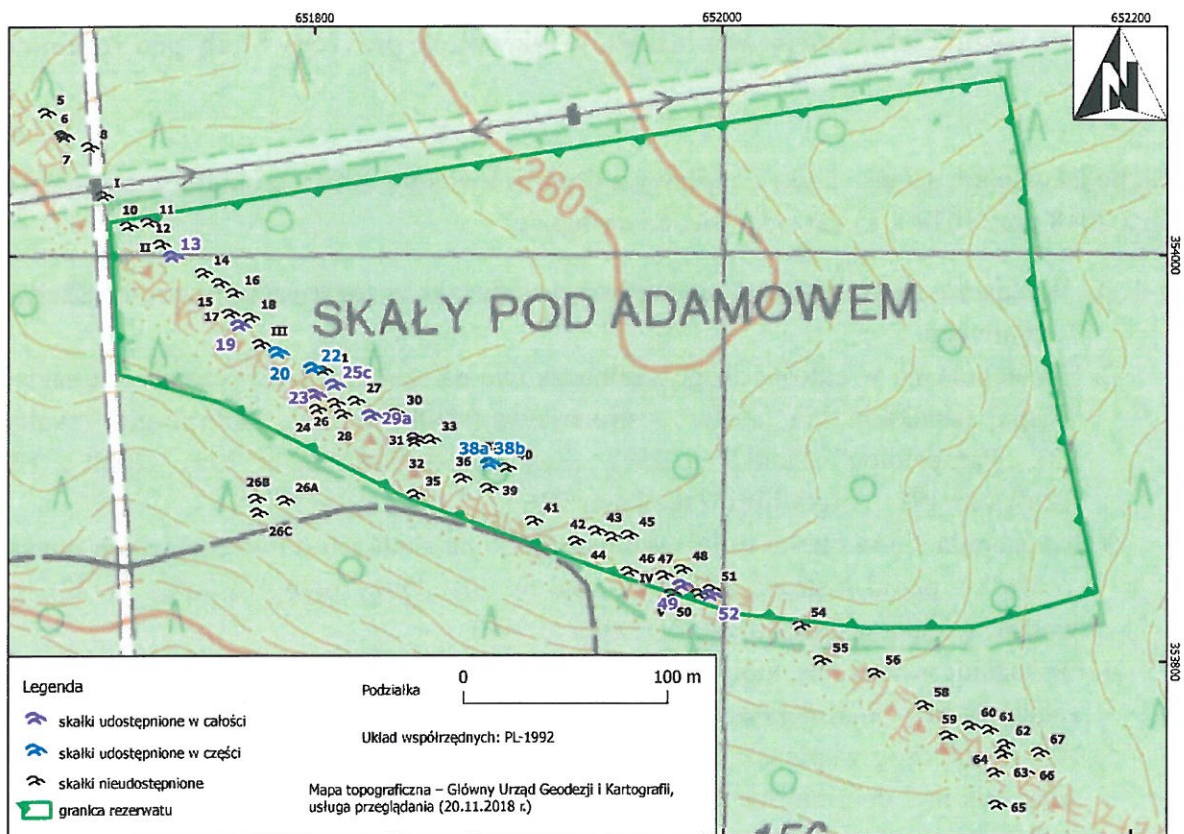 651800
652000
652200
N
5
6
7
8
I
10
11
12
II
13
14
15
16
17
18
19
III
20
22
1
25c
23
27
26
24
28
29a
30
31
33
32
38a
38b
0
36
35
39
26B
26A
26C
41
42
43
45
44
46
47
48
IV
49
50
51
52
54
55
56
58
59
60
61
62
67
64
63
66
65
260
SKAŁY POD ADAMOWEM
354000
353800
Legenda
skałki udostępnione w całości
skałki udostępnione w części
skałki nieudostępnione
granica rezerwatu
Podziałka
0
100 m
Układ współrzędnych: PL-1992
Mapa topograficzna – Główny Urząd Geodezji i Kartografii,
usługa przeglądania (20.11.2018 r.)